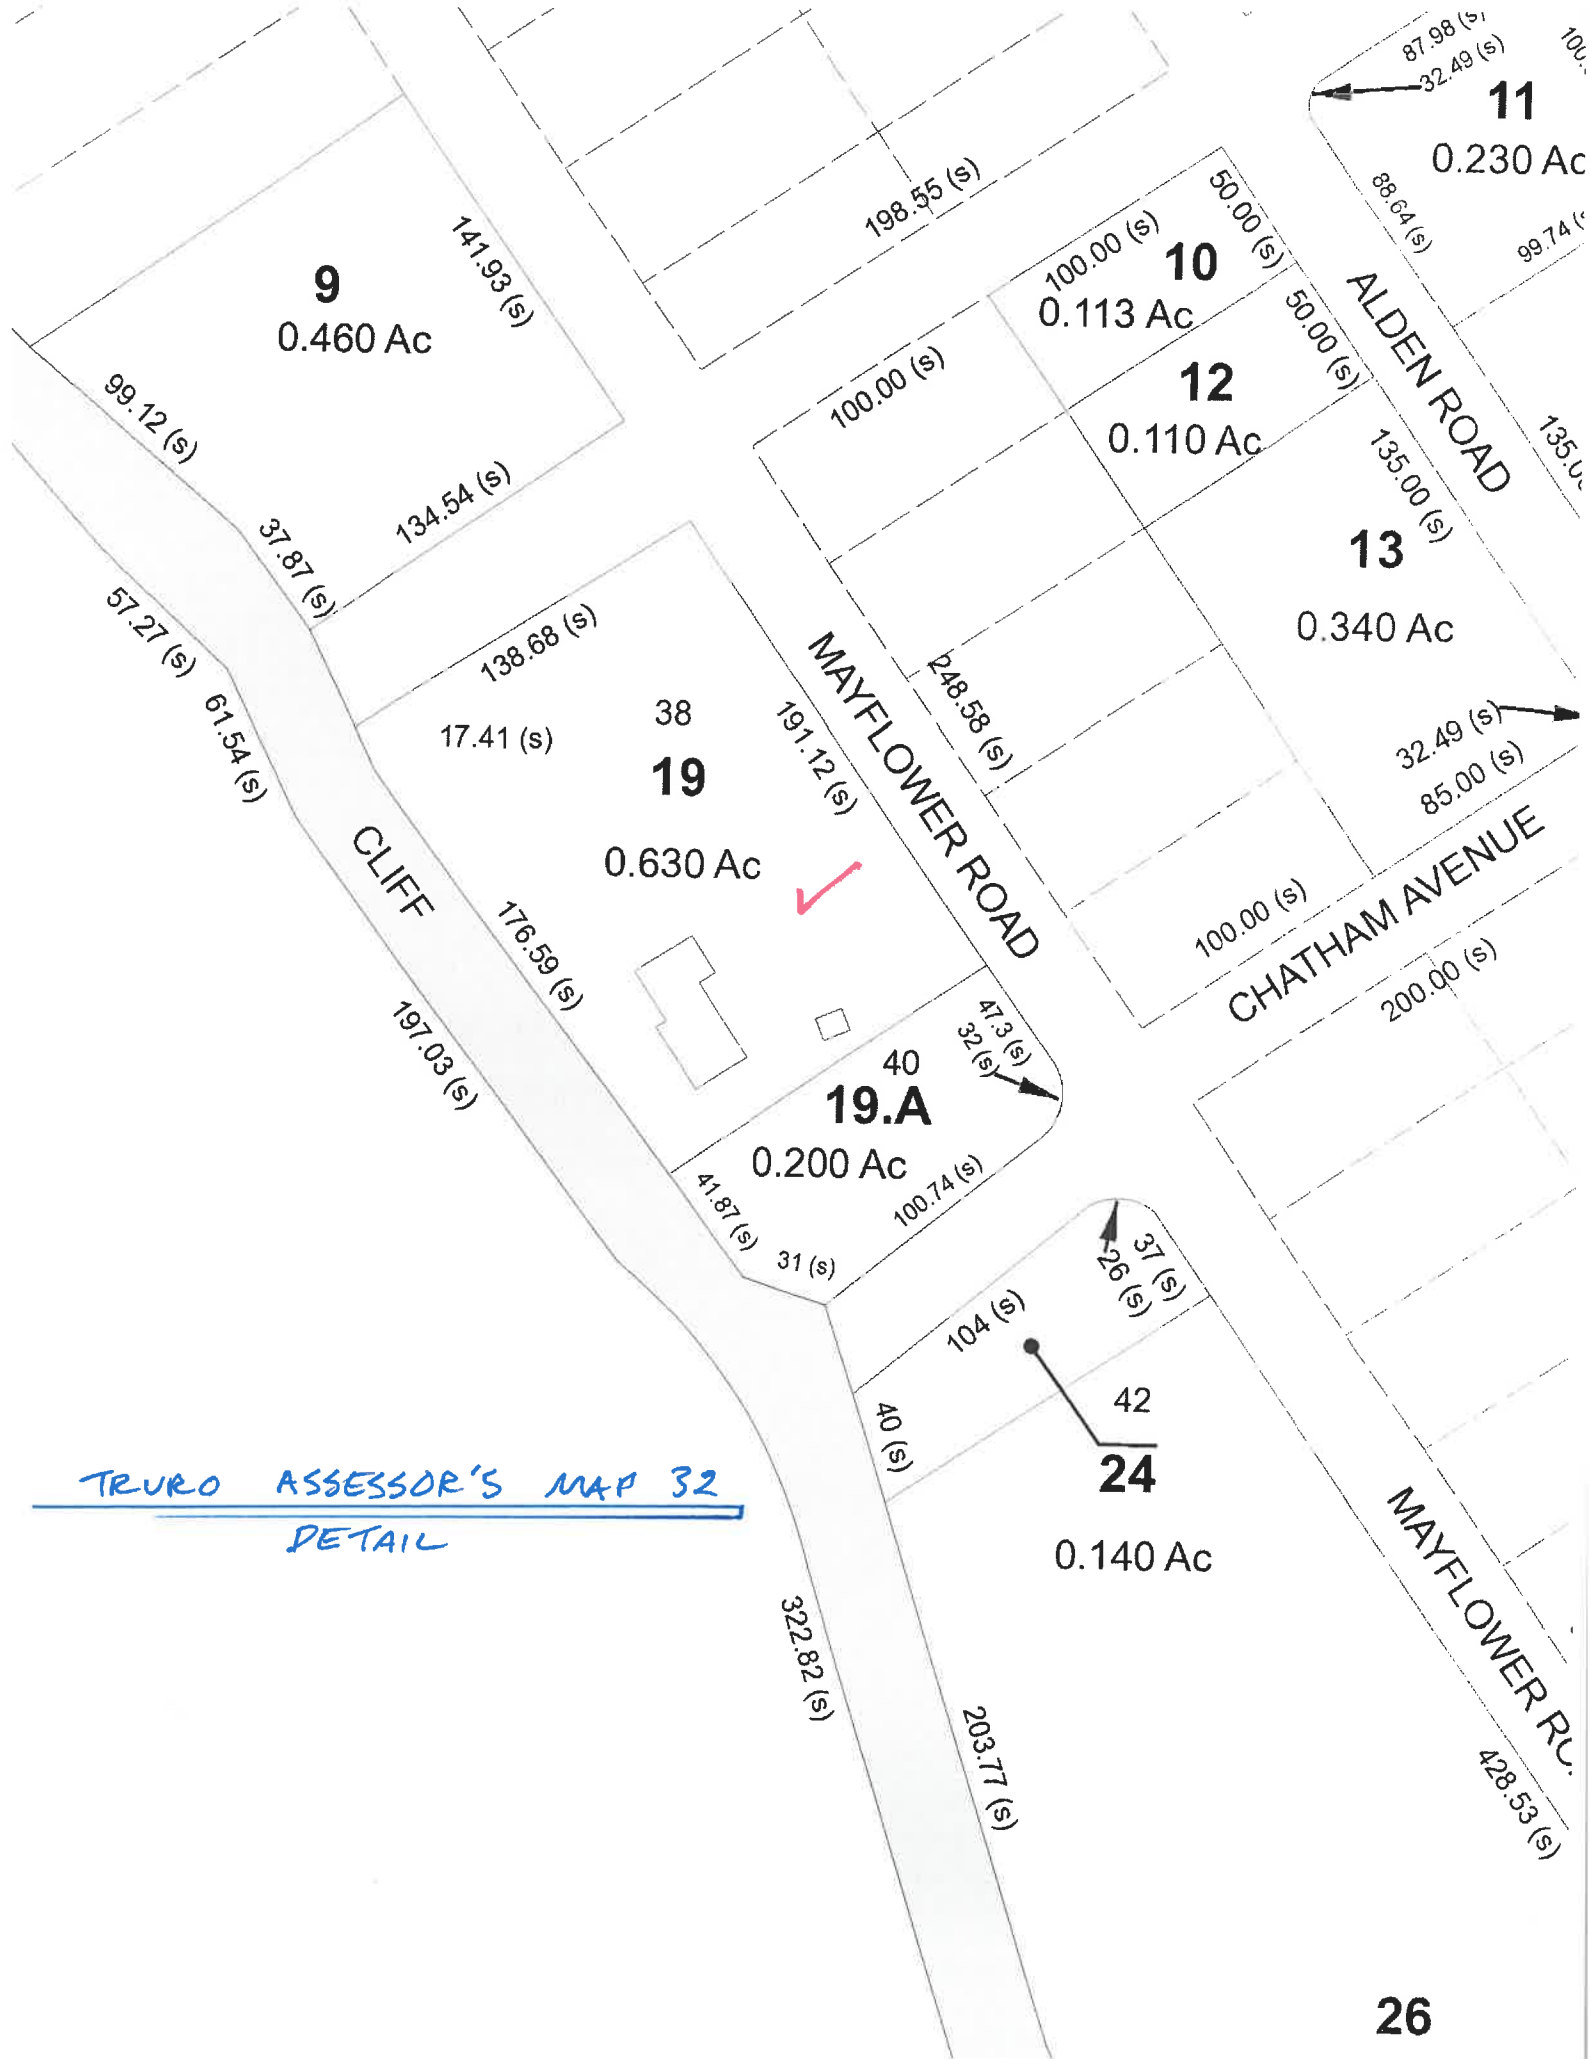 87.98 (s)
32.49 (s)
11
0.230 Ac
88.64 (s)
99.74
198.55 (s)
50.00 (s)
100.00 (s)
10
0.113 Ac
141.93 (s)
9
0.460 Ac
ALDEN ROAD
50.00 (s)
100.00 (s)
12
0.110 Ac
99.12 (s)
135.00 (s)
134.54 (s)
37.87 (s)
13
0.340 Ac
57.27 (s)
138.68 (s)
MAYFLOWER ROAD
248.58 (s)
61.54 (s)
17.41 (s)
38
19
0.630 Ac
191.12 (s)
32.49 (s)
85.00 (s)
CLIFF
CHATHAM AVENUE
100.00 (s)
176.59 (s)
200.00 (s)
197.03 (s)
47.3 (s)
32 (s)
40
19.A
0.200 Ac
41.87 (s)
100.74 (s)
31 (s)
37 (s)
26 (s)
104 (s)
42
24
0.140 Ac
40 (s)
TRURO ASSESSOR'S MAP 32
DETAIL
MAYFLOWER
322.82 (s)
203.77 (s)
428.53 (s)
26